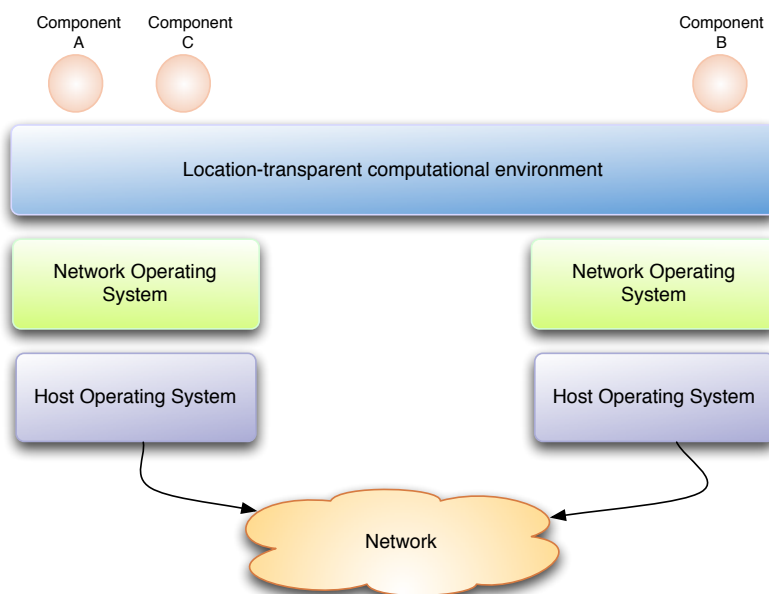 Component
A
Component
C
Component
B
Location-transparent computational environment
Network Operating
System
Network Operating
System
Host Operating System
Host Operating System
Network